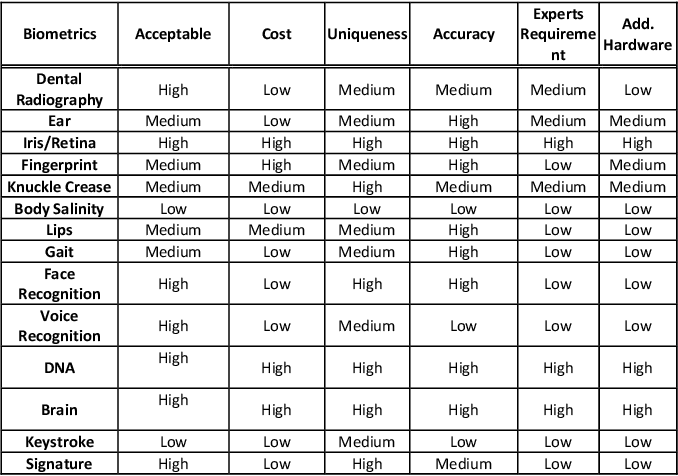 Biometrics Acceptable Cost Uniqueness Accuracy Experts Requireme nt Add. Hardware
Dental Radiography High Low Medium Medium Medium Low
Ear Medium Low Medium High Medium Medium
Iris/Retina High High High High High High
Fingerprint Medium High Medium High Low Medium
Knuckle Crease Medium Medium High Medium Medium Medium
Body Salinity Low Low Low Low Low Low
Lips Medium Medium Medium High Low Low
Gait Medium Low Medium High Low Low
Face Recognition High Low High High Low Low
Voice Recognition High Low Medium Low Low Low
DNA High High High High High High
Brain High High High High High High
Keystroke Low Low Medium Low Low Low
Signature High Low High Medium Low Low